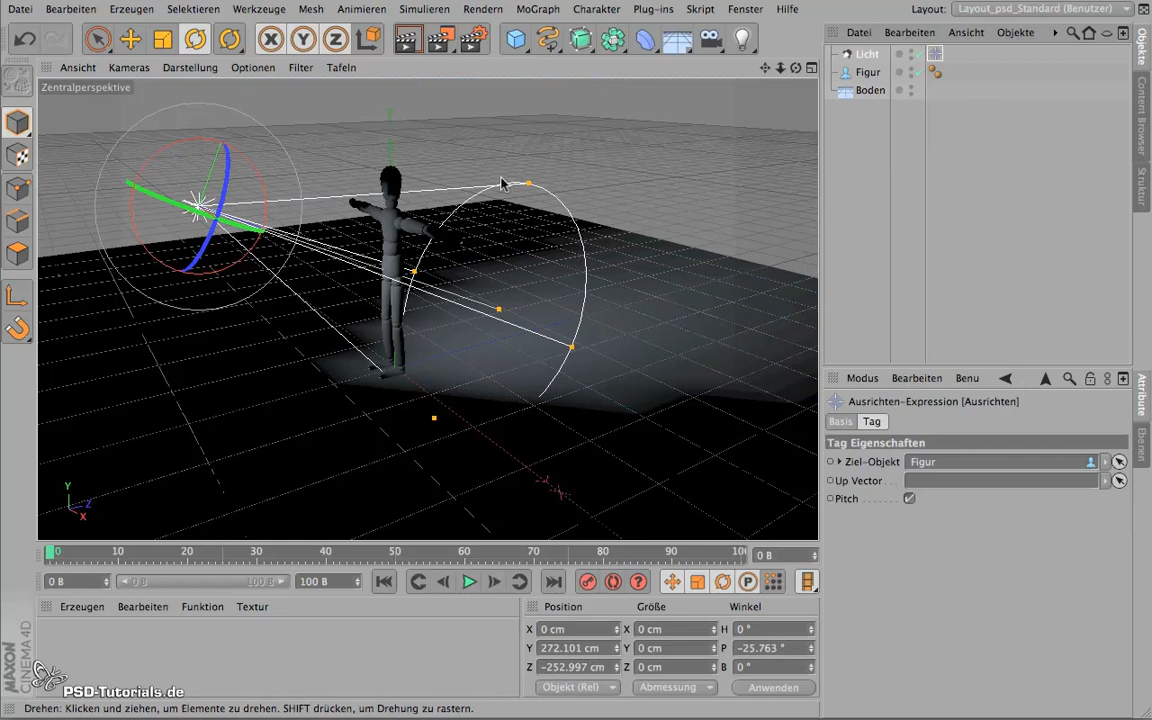 Datei Bearbeiten Erzeugen Selektieren Werkzeuge Mesh Animieren Simulieren Rendern MoGraph Charakter Plug-ins Skript Fenster Hilfe Layout: Layout_psd_Standard (Benutzer)
Datei Bearbeiten Ansicht Objekte
Licht
Figur
Boden
Objekte
Content Browser
Struktur
Ansicht Kameras Darstellung Optionen Filter Tafeln
Zentralperspektive
Y
Y
Z
X
Modus Bearbeiten Benu
Ausrichten-Expression [Ausrichten]
Basis Tag
Tag Eigenschaften
Ziel-Objekt Figur
Up Vector
Pitch
Attribute
Ebenen
0 10 20 30 40 50 60 70 80 90 10 0 B
0 B 0 B 100 B 100 B
P
Erzeugen Bearbeiten Funktion Textur
Position Größe Winkel
X 0 cm X 0 cm H 0 °
Y 272.101 cm Y 0 cm P -25.763 °
Z -252.997 cm Z 0 cm B 0 °
Objekt (Rel) Abmessung Anwenden
MAXON
CINEMA 4D
PSD-Tutorials.de
Drehen: Klicken und ziehen, um Elemente zu drehen. SHIFT drücken, um Drehung zu rastern.